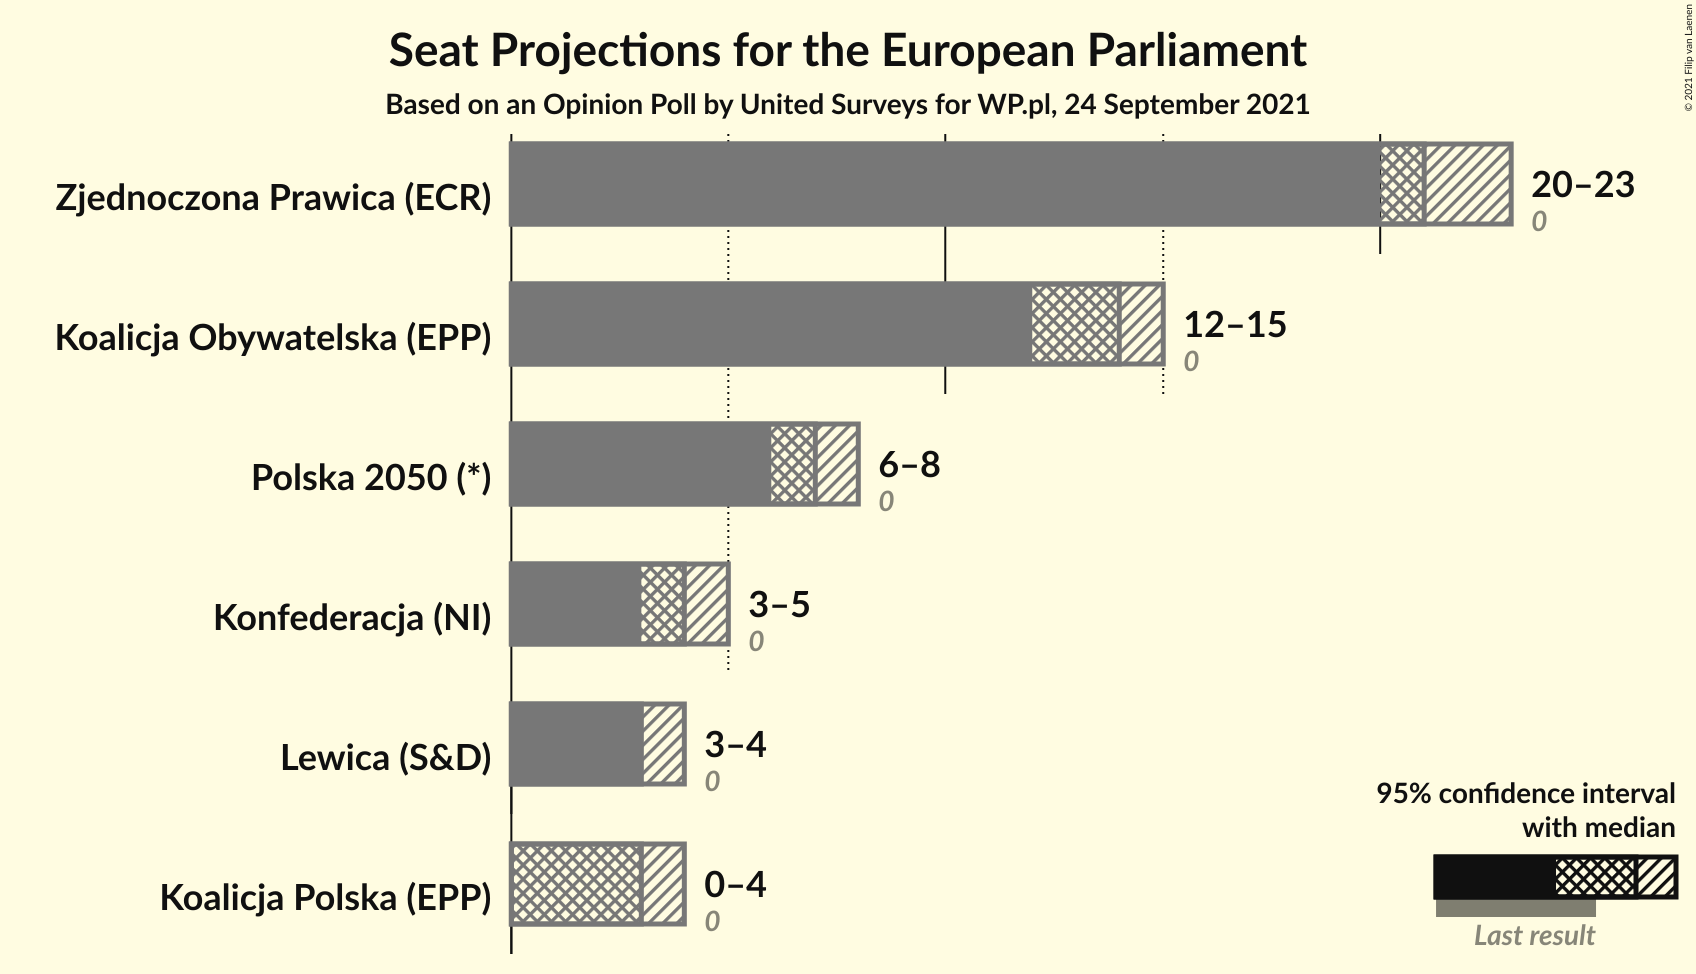 Seat Projections for the European Parliament
Based on an Opinion Poll by United Surveys for WP.pl, 24 September 2021
© 2021 Filip van Laenen
Zjednoczona Prawica (ECR)
20–23
0
Koalicja Obywatelska (EPP)
12–15
0
Polska 2050 (*)
6–8
0
Konfederacja (NI)
3–5
0
Lewica (S&D)
3–4
0
Koalicja Polska (EPP)
0–4
0
95% confidence interval
with median
Last result